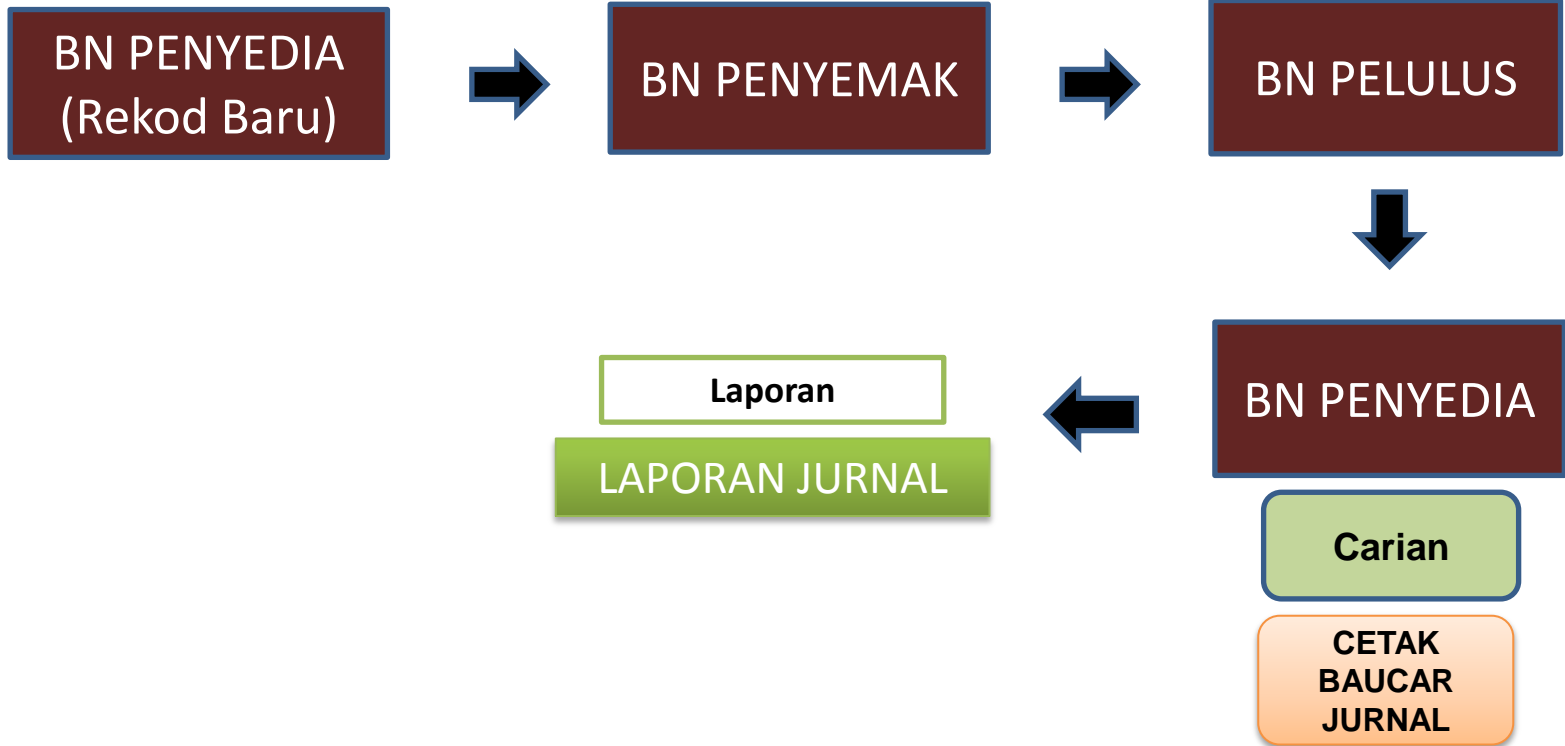 BN PENYEDIA
(Rekod Baru)
BN PENYEMAK
BN PELULUS
BN PENYEDIA
Carian
CETAK
BAUCAR
JURNAL
Laporan
LAPORAN JURNAL